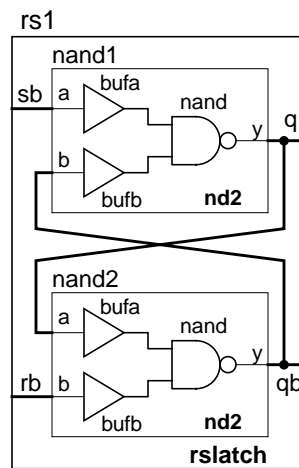 rs1
nand1
bufa
sb
a
nand
q
y
b
bufb
nd2
nand2
bufa
a
nand
y
rb
b
qb
bufb
nd2
rslatch